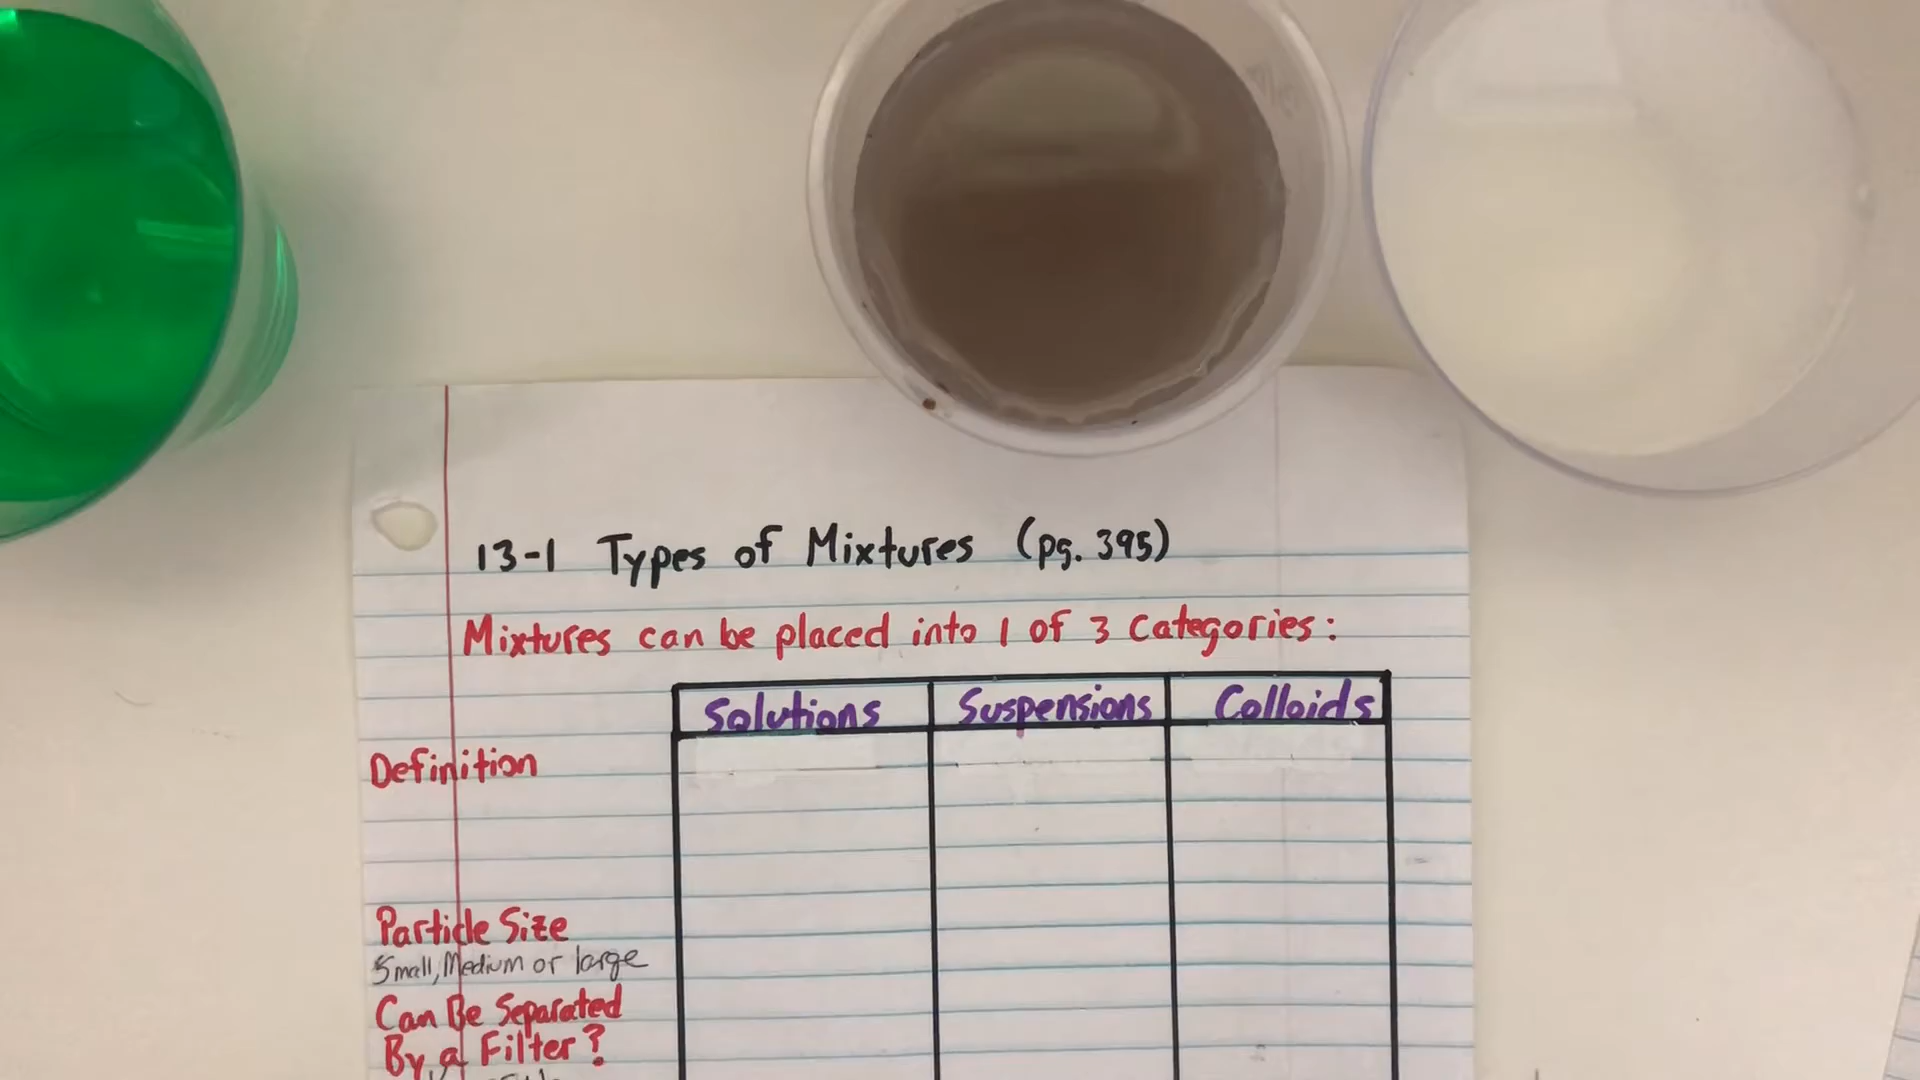 13-1 Types of Mixtures (pg. 395)
Mixtures can be placed into 1 of 3 categories:
Solutions Suspensions Colloids
Definition
Particle Size
Small, Medium or large
Can Be Separated
By a Filter?